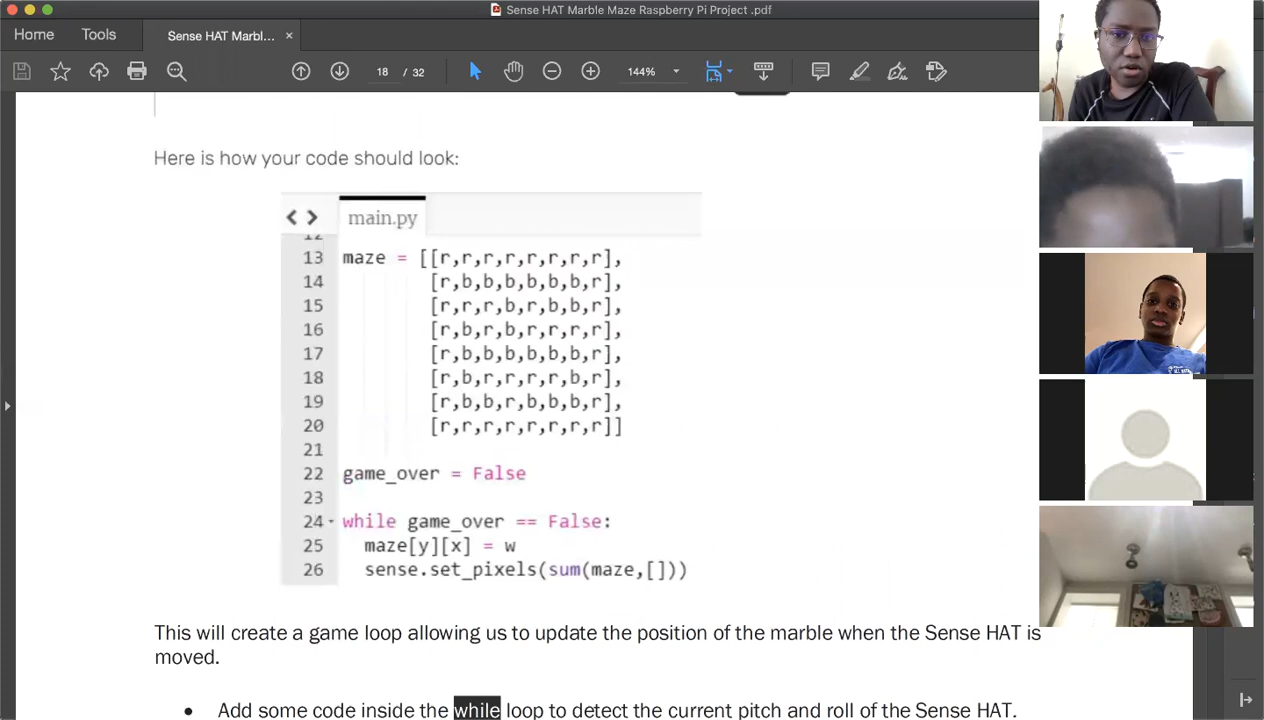 Sense HAT Marble Maze Raspberry Pi Project .pdf
Home Tools Sense HAT Marbl... ×
18 / 32 144%
Here is how your code should look:
main.py
12
13 maze = [[r,r,r,r,r,r,r,r],
14 [r,b,b,b,b,b,b,r],
15 [r,r,r,b,r,b,b,r],
16 [r,b,r,b,r,r,r,r],
17 [r,b,b,b,b,b,b,r],
18 [r,b,r,r,r,r,b,r],
19 [r,b,b,r,b,b,b,r],
20 [r,r,r,r,r,r,r,r]]
21
22 game_over = False
23
24 while game_over == False:
25 maze[y][x] = w
26 sense.set_pixels(sum(maze,[]))
This will create a game loop allowing us to update the position of the marble when the Sense HAT is
moved.
• Add some code inside the while loop to detect the current pitch and roll of the Sense HAT.